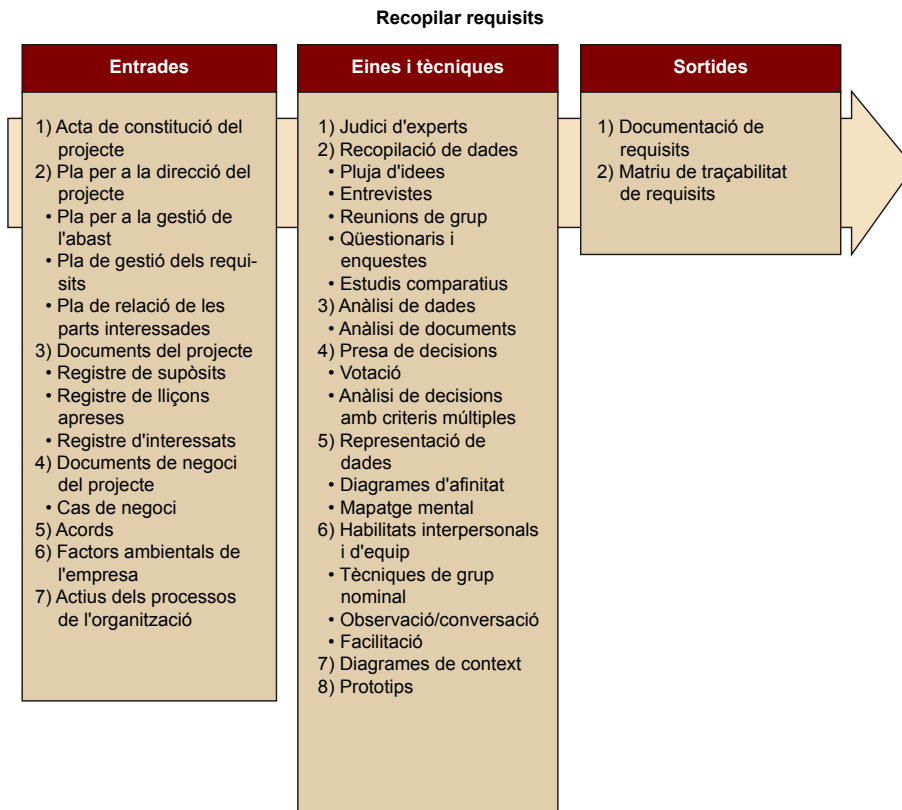 Recopilar requisits
Entrades
1) Acta de constitució del
projecte
2) Pla per a la direcció del
projecte
• Pla per a la gestió de
l'abast
• Pla de gestió dels requi-
sits
• Pla de relació de les
parts interessades
3) Documents del projecte
• Registre de supòsits
• Registre de lliçons
apreses
• Registre d'interessats
4) Documents de negoci
del projecte
• Cas de negoci
5) Acords
6) Factors ambientals de
l'empresa
7) Actius dels processos
de l'organització
Eines i tècniques
1) Judici d'experts
2) Recopilació de dades
• Pluja d'idees
• Entrevistes
• Reunions de grup
• Qüestionaris i
enquestes
• Estudis comparatius
3) Anàlisi de dades
• Anàlisi de documents
4) Presa de decisions
• Votació
• Anàlisi de decisions
amb criteris múltiples
5) Representació de
dades
• Diagrames d'afinitat
• Mapatge mental
6) Habilitats interpersonals
i d'equip
• Tècniques de grup
nominal
• Observació/conversació
• Facilitació
7) Diagrames de context
8) Prototips
Sortides
1) Documentació de
requisits
2) Matriu de traçabilitat
de requisits